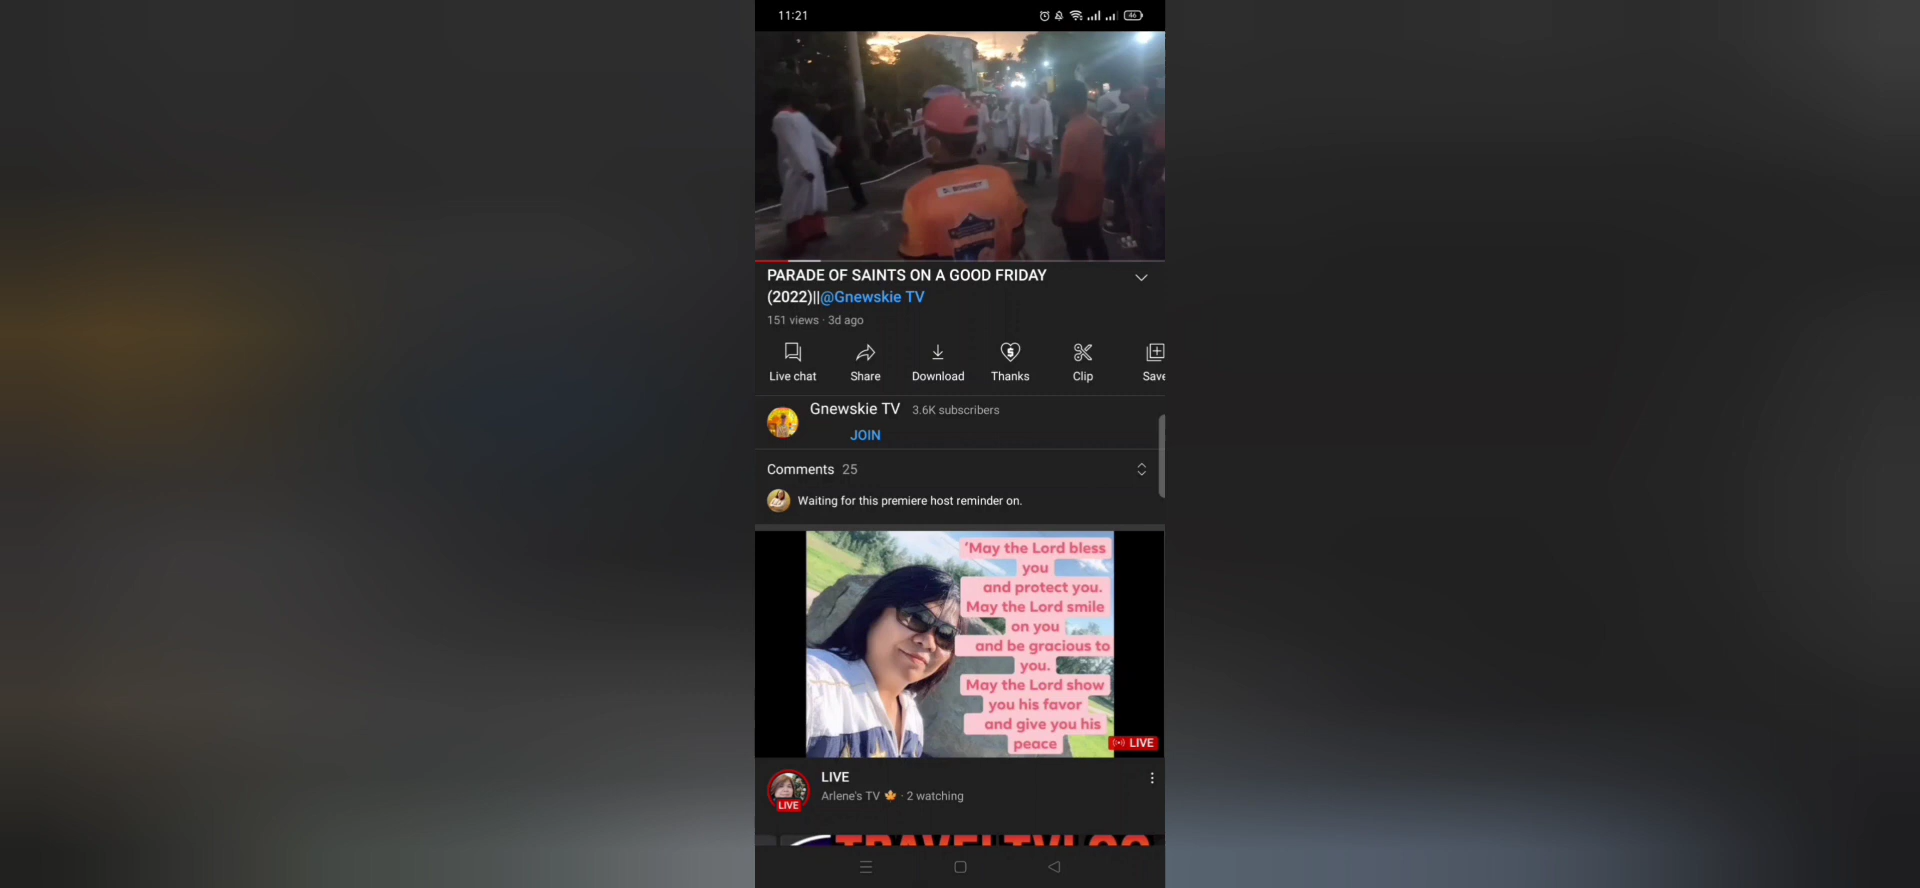 11:21
46
PARADE OF SAINTS ON A GOOD FRIDAY
(2022)||@Gnewskie TV
151 views · 3d ago
Live chat Share Download Thanks Clip Save
Gnewskie TV 3.6K subscribers
JOIN
Comments 25
Waiting for this premiere host reminder on.
'May the Lord bless
you
and protect you.
May the Lord smile
on you
and be gracious to
you.
May the Lord show
you his favor
and give you his
peace
LIVE
LIVE
Arlene's TV 🍁 · 2 watching
LIVE